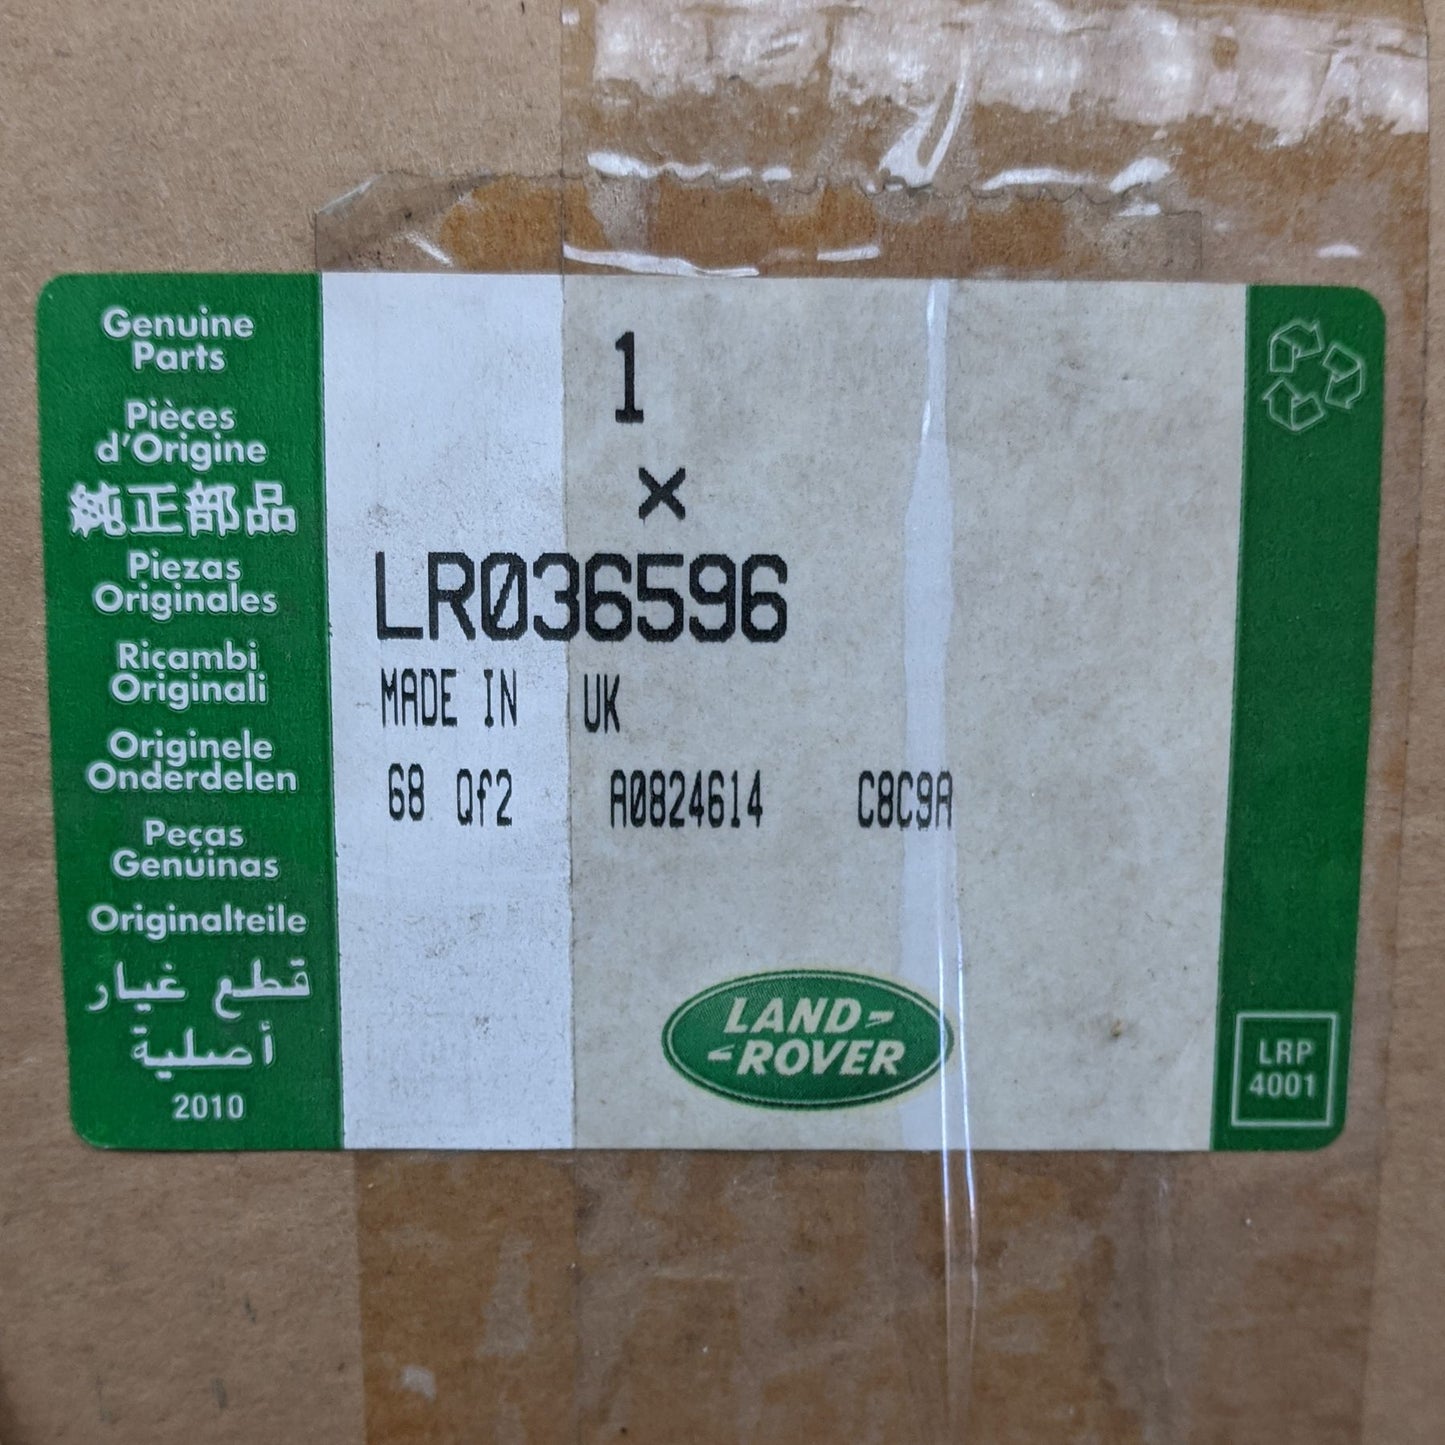 Genuine
Parts
Pièces
d'Origine
純正部品
Piezas
Originales
Ricambi
Originali
Originele
Onderdelen
Peças
Genúinas
Originalteile
قطع غيار
أصلية
2010
1
×
LR036596
MADE IN UK
68 Qf2 A0824614 C8C9A
LAND-
-ROVER
LRP
4001